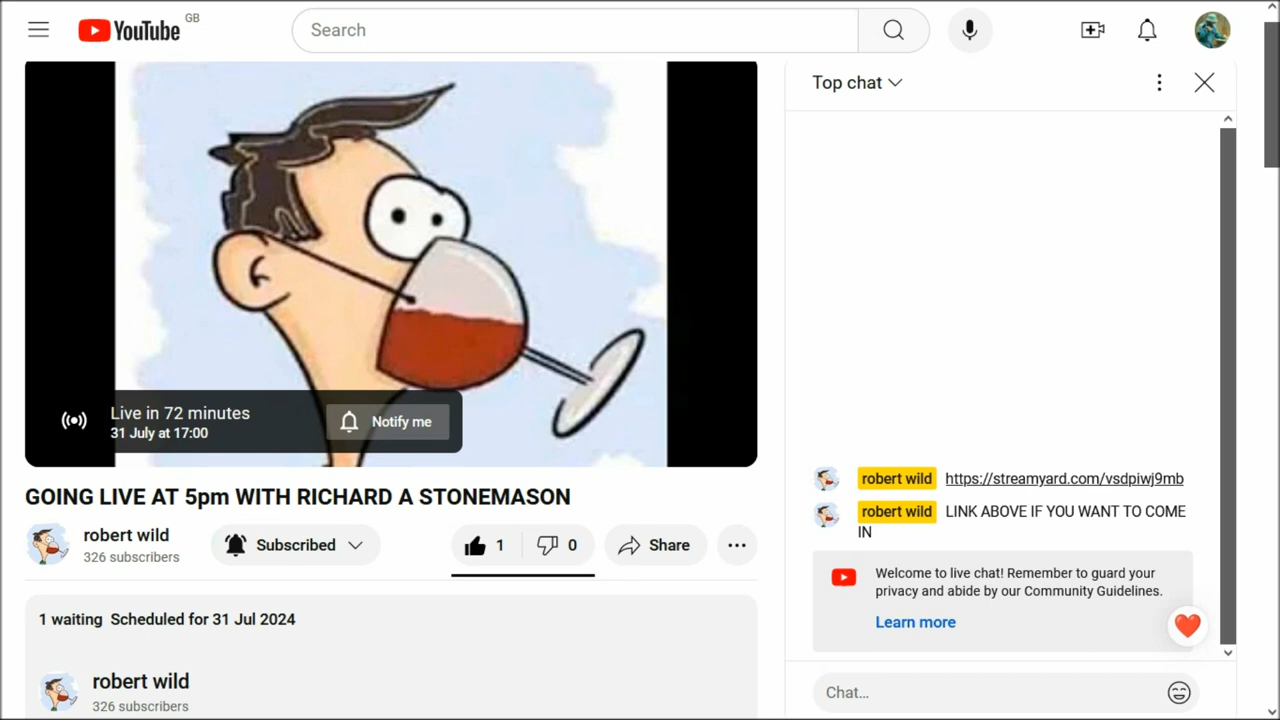 YouTube GB
Search
Live in 72 minutes
31 July at 17:00
Notify me
GOING LIVE AT 5pm WITH RICHARD A STONEMASON
robert wild
326 subscribers
Subscribed
1
0
Share
1 waiting Scheduled for 31 Jul 2024
robert wild
326 subscribers
Top chat
robert wild https://streamyard.com/vsdpiwj9mb
robert wild LINK ABOVE IF YOU WANT TO COME
IN
Welcome to live chat! Remember to guard your
privacy and abide by our Community Guidelines.
Learn more
Chat...